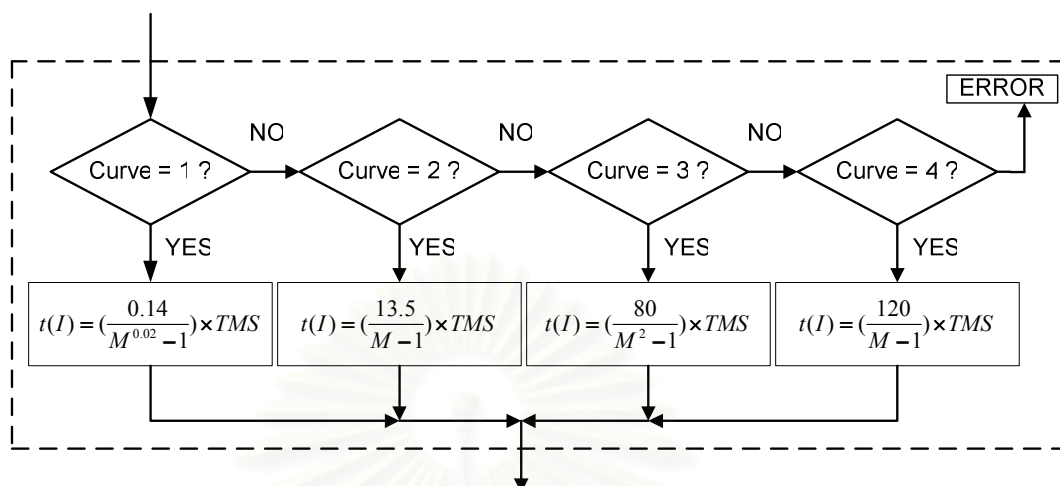 ERROR
NO NO NO
Curve = 1 ? Curve = 2 ? Curve = 3 ? Curve = 4 ?
YES YES YES YES
t(I) = (0.14 / M^0.02 − 1) × TMS
t(I) = (13.5 / M − 1) × TMS
t(I) = (80 / M^2 − 1) × TMS
t(I) = (120 / M − 1) × TMS